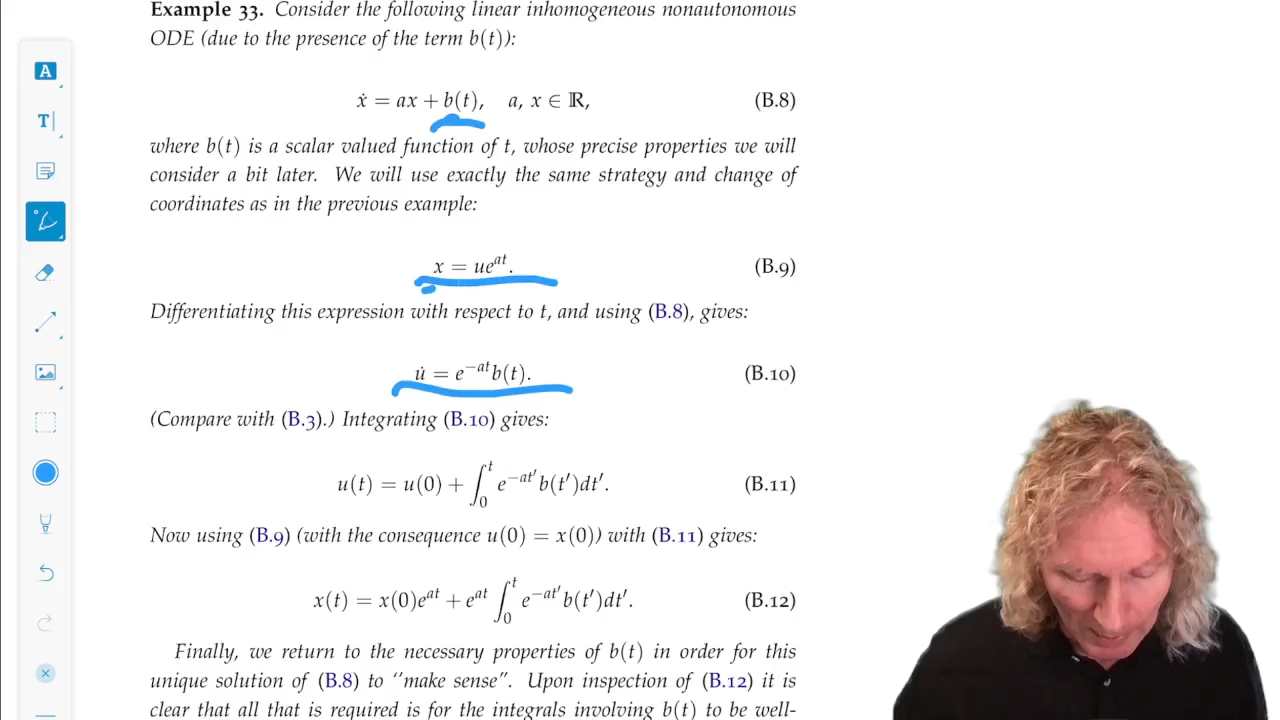 Example 33. Consider the following linear inhomogeneous nonautonomous
ODE (due to the presence of the term b(t)):
ẋ = ax + b(t), a, x ∈ ℝ, (B.8)
where b(t) is a scalar valued function of t, whose precise properties we will
consider a bit later. We will use exactly the same strategy and change of
coordinates as in the previous example:
x = ue^{at}. (B.9)
Differentiating this expression with respect to t, and using (B.8), gives:
u̇ = e^{−at}b(t). (B.10)
(Compare with (B.3).) Integrating (B.10) gives:
u(t) = u(0) + ∫_0^t e^{−at′}b(t′)dt′. (B.11)
Now using (B.9) (with the consequence u(0) = x(0)) with (B.11) gives:
x(t) = x(0)e^{at} + e^{at} ∫_0^t e^{−at′}b(t′)dt′. (B.12)
Finally, we return to the necessary properties of b(t) in order for this
unique solution of (B.8) to ‘‘make sense”. Upon inspection of (B.12) it is
clear that all that is required is for the integrals involving b(t) to be well-